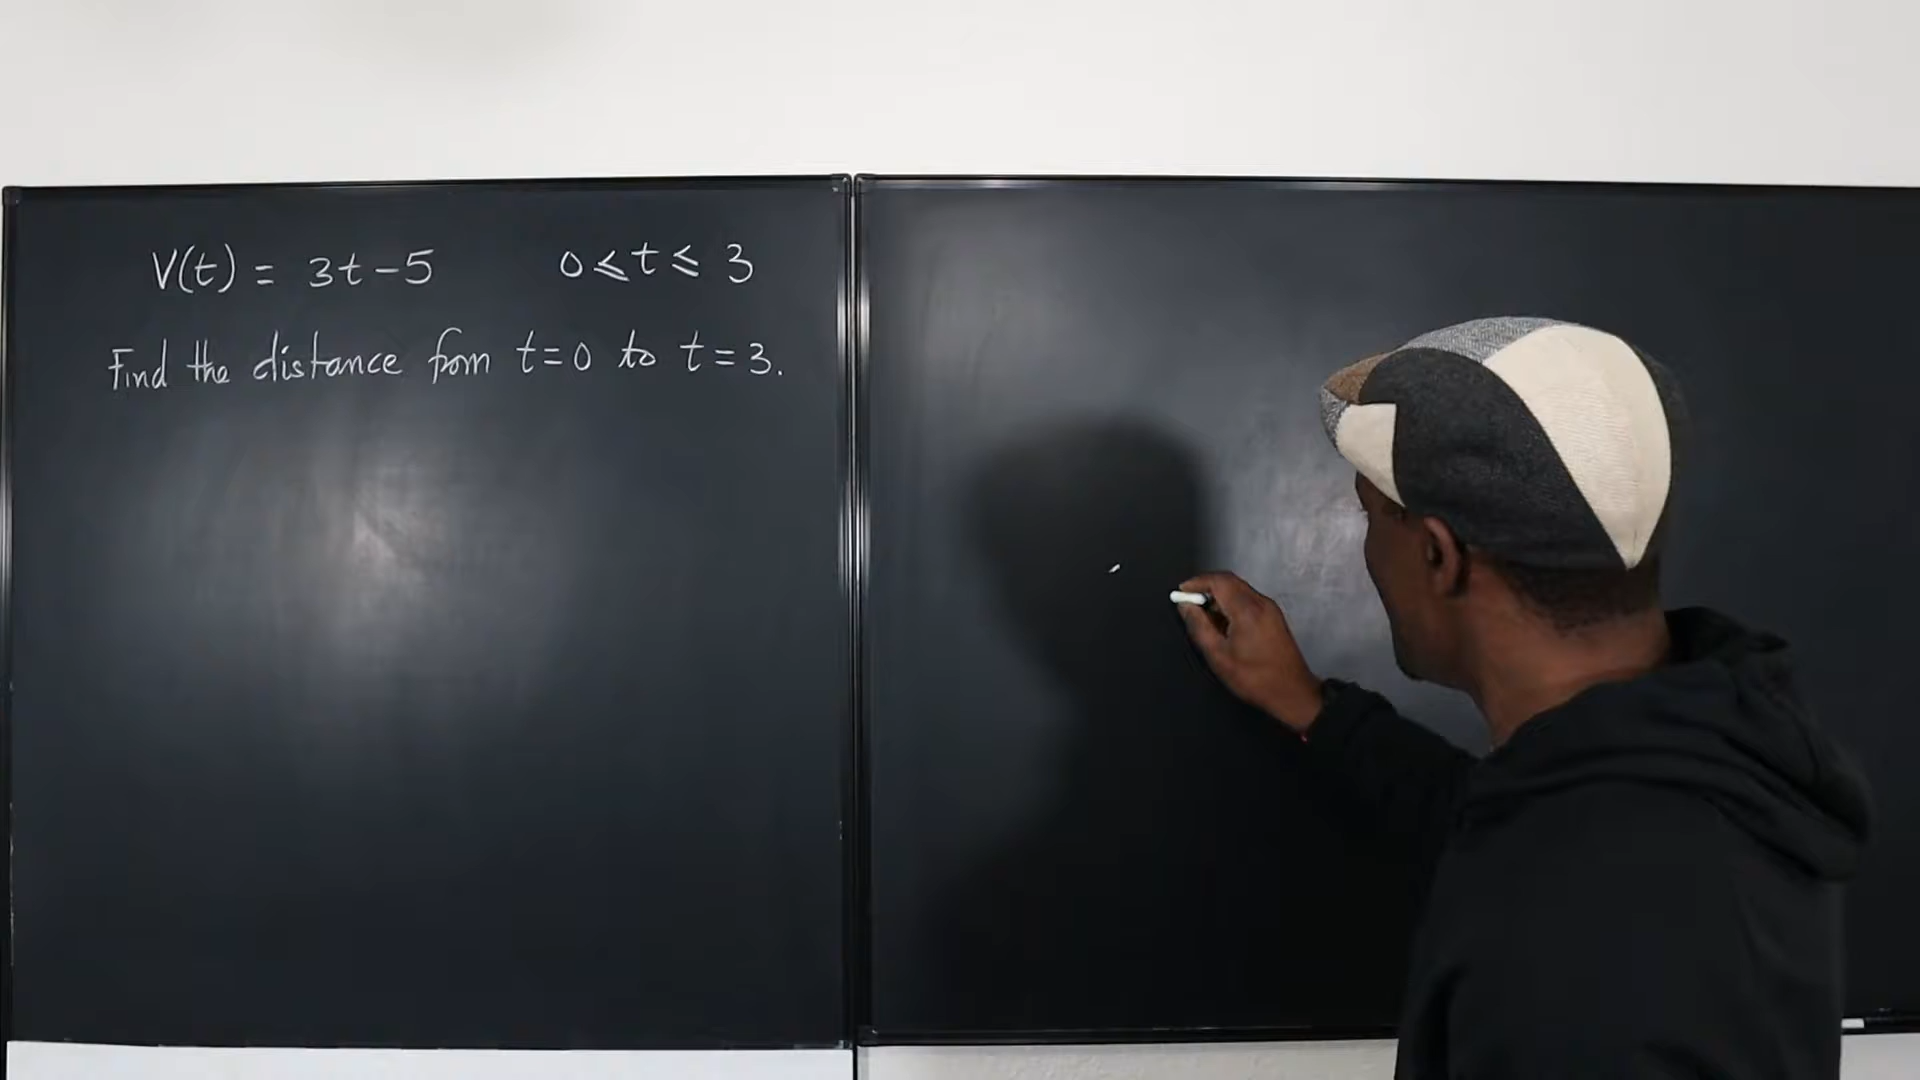 V(t) = 3t-5 0 ⩽ t ⩽ 3
Find the distance from t=0 to t=3.